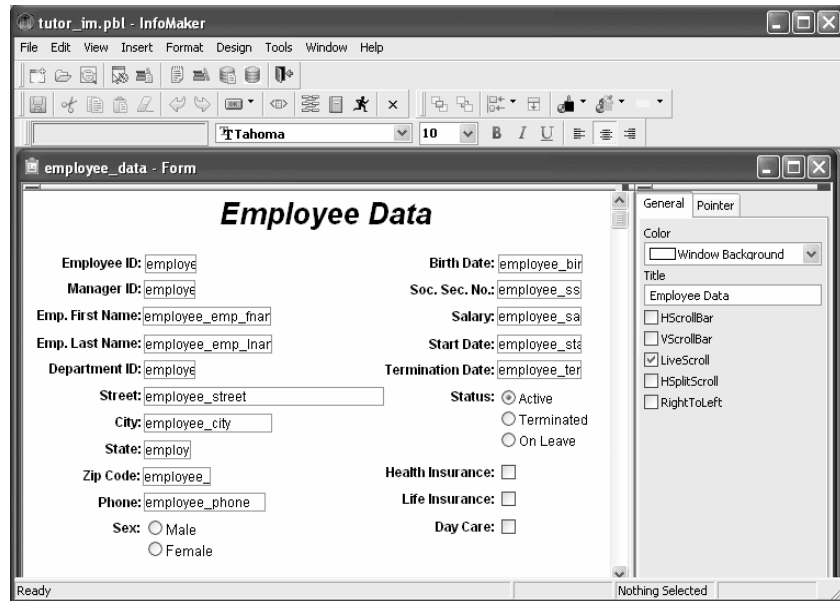 tutor_im.pbl - InfoMaker
File Edit View Insert Format Design Tools Window Help
Tahoma 10 B I U
employee_data - Form
Employee Data
Employee ID: employe
Manager ID: employe
Emp. First Name: employee_emp_fnar
Emp. Last Name: employee_emp_lnar
Department ID: employe
Street: employee_street
City: employee_city
State: employ
Zip Code: employee_
Phone: employee_phone
Sex: Male
Female
Birth Date: employee_bir
Soc. Sec. No.: employee_ss
Salary: employee_sa
Start Date: employee_sta
Termination Date: employee_ter
Status: Active
Terminated
On Leave
Health Insurance:
Life Insurance:
Day Care:
General Pointer
Color
Window Background
Title
Employee Data
HScrollBar
VScrollBar
LiveScroll
HSplitScroll
RightToLeft
Ready
Nothing Selected